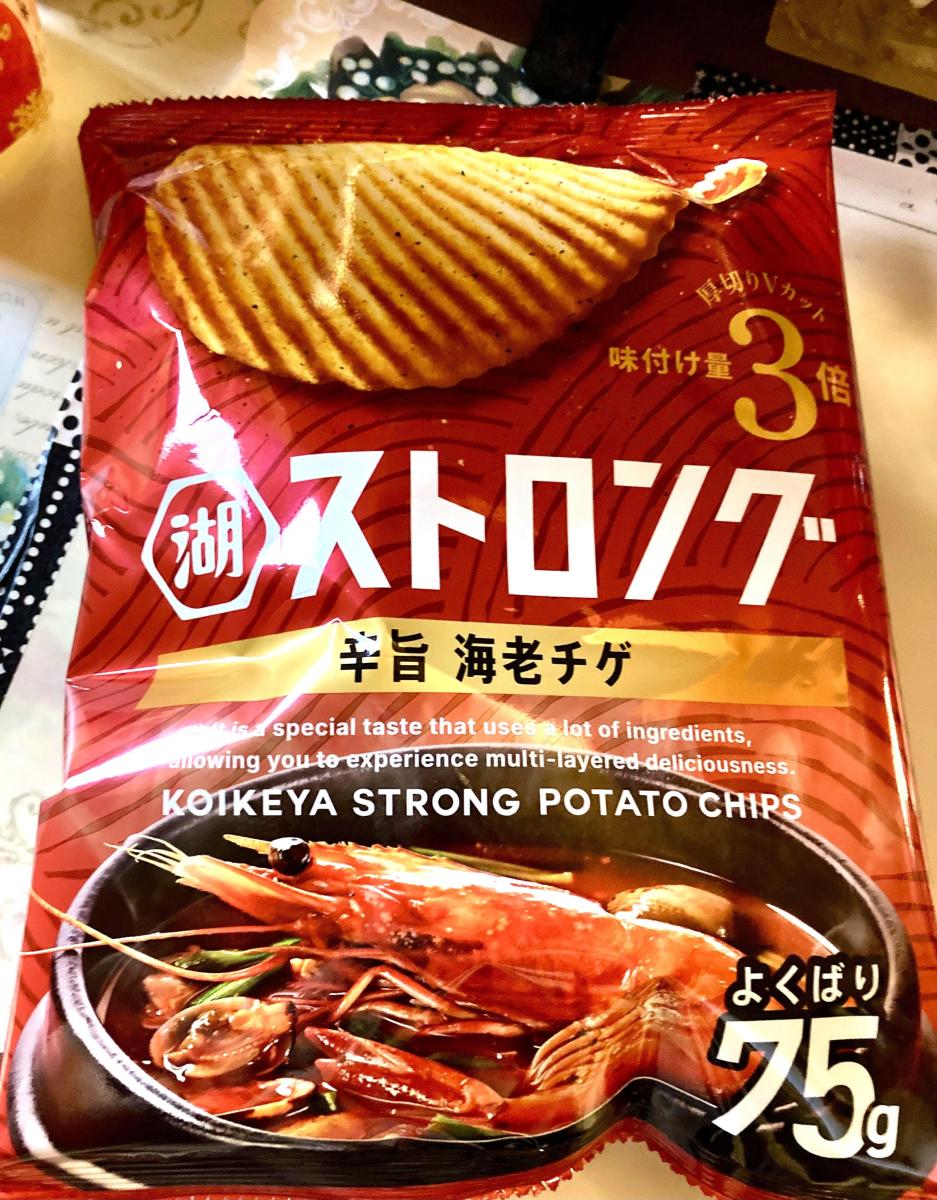 厚切りVカット
味付け量3倍
湖 ストロング
辛旨 海老チゲ
is a special taste that uses a lot of ingredients,
allowing you to experience multi-layered deliciousness.
KOIKEYA STRONG POTATO CHIPS
よくばり
75g